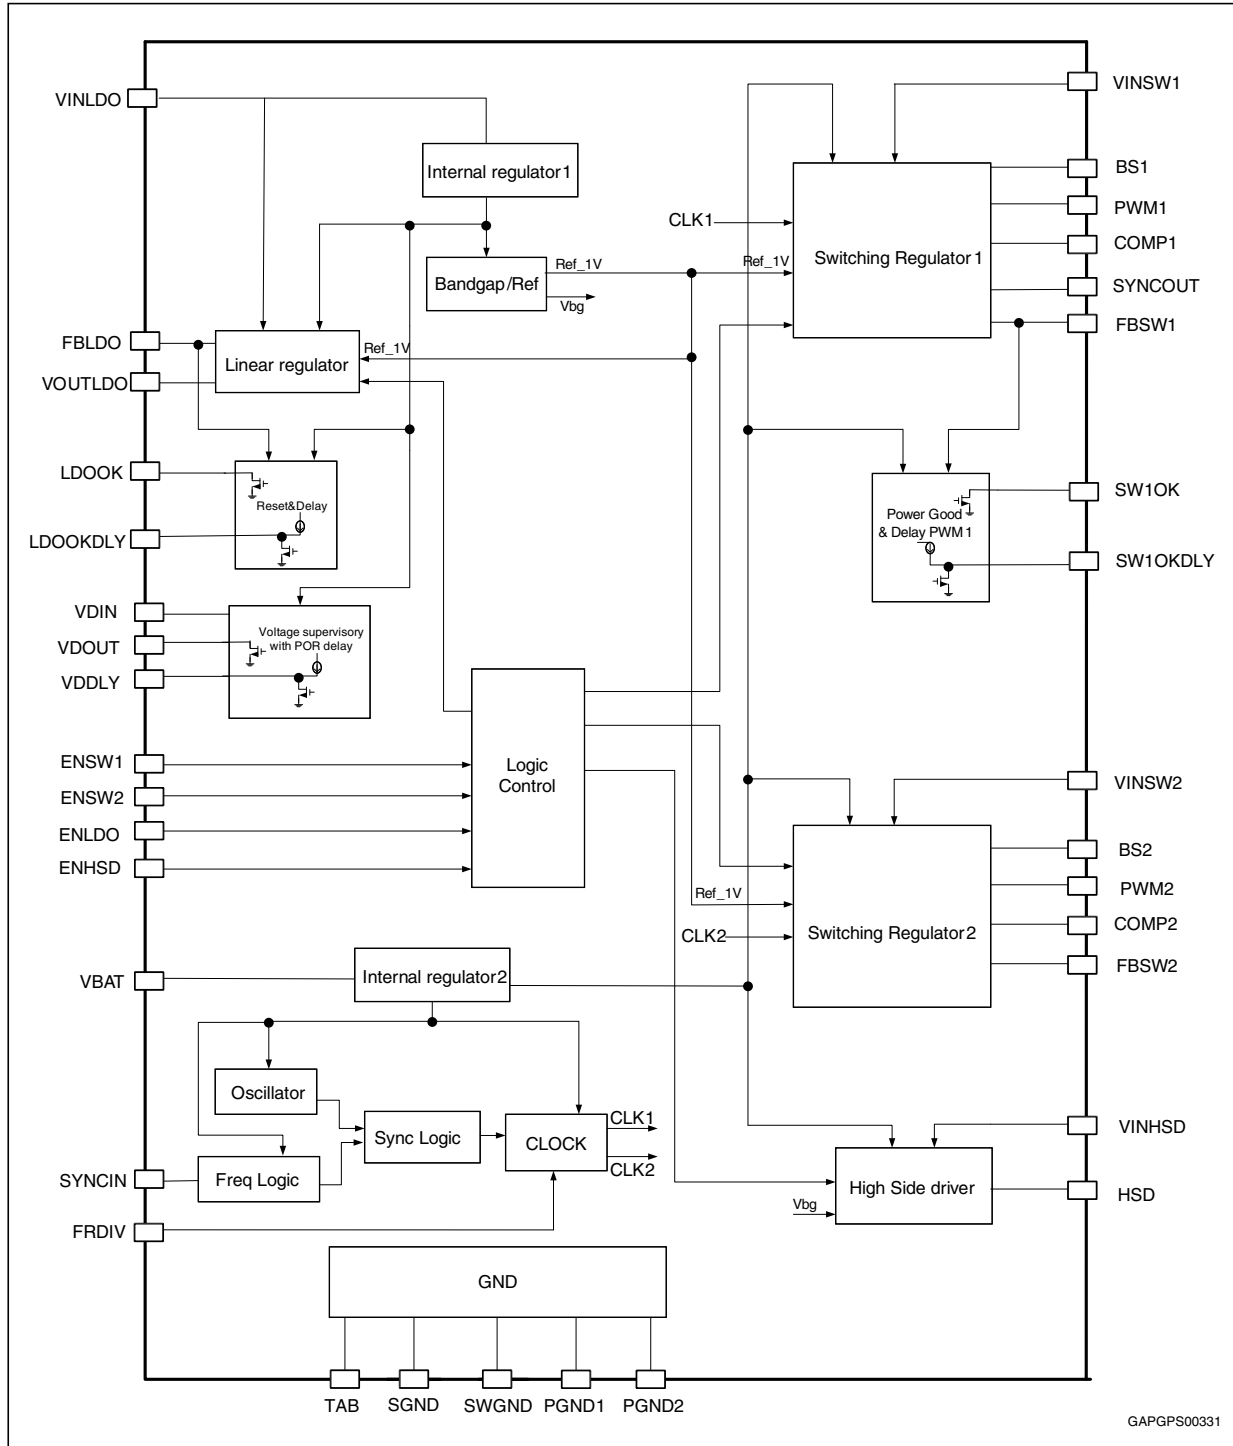 VINLDO
VINSW1
Internal regulator1
BS1
PWM1
CLK1
COMP1
Switching Regulator1
Ref_1V
Ref_1V
Bandgap/Ref
SYNCOUT
Vbg
FBSW1
FBLDO
Ref_1V
Linear regulator
VOUTLDO
LDOOK
SW1OK
Reset&Delay
Power Good
& Delay PWM1
LDOOKDLY
SW1OKDLY
VDIN
Voltage supervisory
with POR delay
VDOUT
VDDLY
ENSW1
Logic
Control
VINSW2
ENSW2
ENLDO
BS2
ENHSD
PWM2
Ref_1V
COMP2
CLK2
Switching Regulator2
FBSW2
VBAT
Internal regulator2
Oscillator
CLK1
Sync Logic
CLOCK
VINHSD
CLK2
SYNCIN
Freq Logic
High Side driver
HSD
Vbg
FRDIV
GND
TAB
SGND
SWGND
PGND1
PGND2
GAPGPS00331